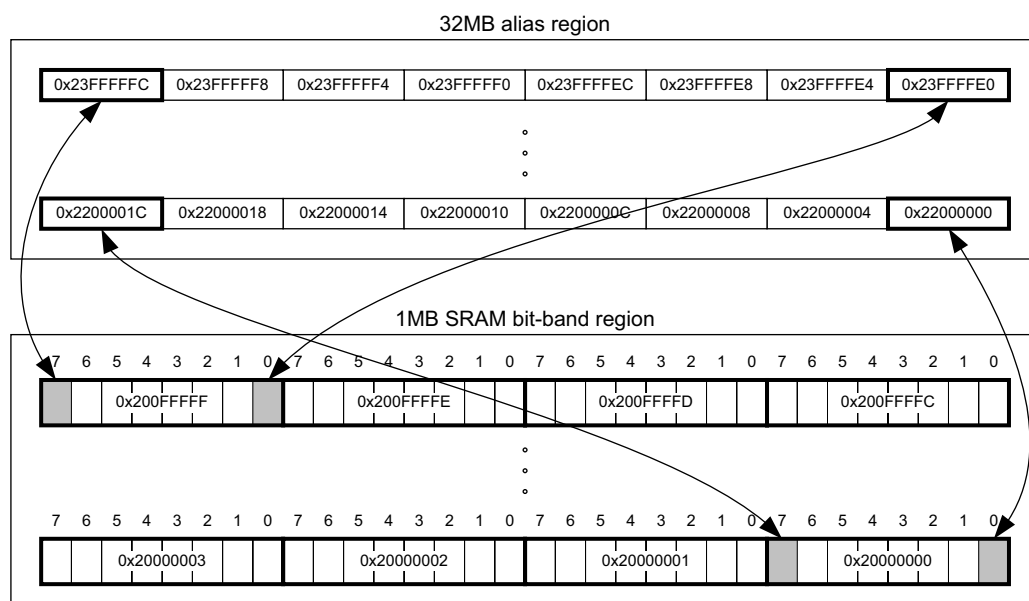 32MB alias region
0x23FFFFFC 0x23FFFFF8 0x23FFFFF4 0x23FFFFF0 0x23FFFFEC 0x23FFFFE8 0x23FFFFE4 0x23FFFFE0
0x2200001C 0x22000018 0x22000014 0x22000010 0x2200000C 0x22000008 0x22000004 0x22000000
1MB SRAM bit-band region
7 6 5 4 3 2 1 0 7 6 5 4 3 2 1 0 7 6 5 4 3 2 1 0 7 6 5 4 3 2 1 0
0x200FFFFF 0x200FFFFE 0x200FFFFD 0x200FFFFC
7 6 5 4 3 2 1 0 7 6 5 4 3 2 1 0 7 6 5 4 3 2 1 0 7 6 5 4 3 2 1 0
0x20000003 0x20000002 0x20000001 0x20000000